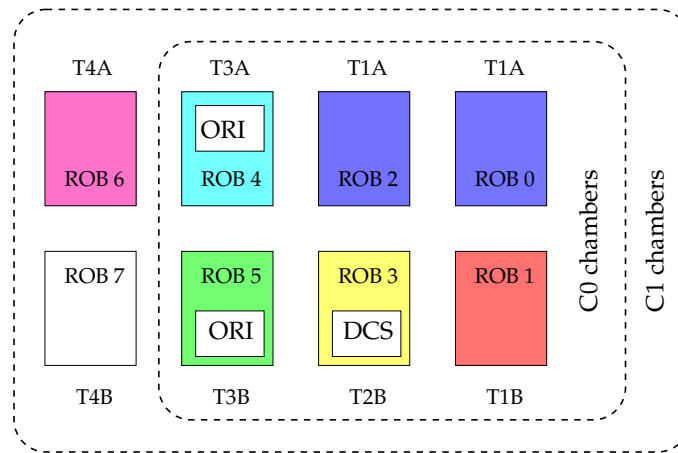 T4A
T3A
T1A
T1A
ORI
ROB 6
ROB 4
ROB 2
ROB 0
ROB 7
ROB 5
ROB 3
ROB 1
ORI
DCS
T4B
T3B
T2B
T1B
C0 chambers
C1 chambers